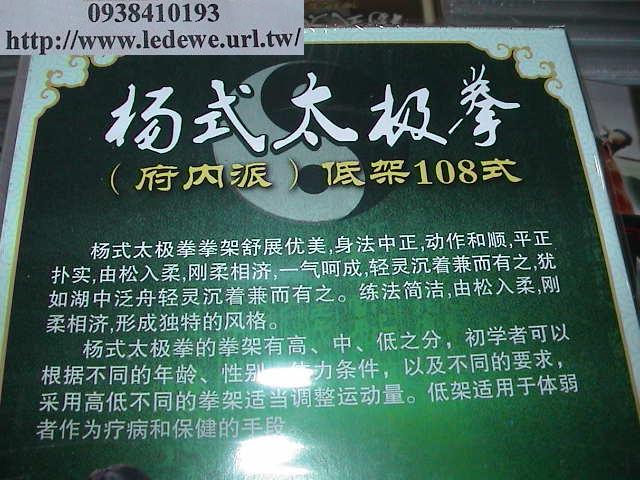 0938410193
http://www.ledewe.url.tw/
杨式太极拳
（府内派）低架108式
杨式太极拳拳架舒展优美,身法中正,动作和顺,平正
扑实,由松入柔,刚柔相济,一气呵成,轻灵沉着兼而有之,犹
如湖中泛舟轻灵沉着兼而有之。练法简洁,由松入柔,刚
柔相济,形成独特的风格。
杨式太极拳的拳架有高、中、低之分，初学者可以
根据不同的年龄、性别、体力条件，以及不同的要求，
采用高低不同的拳架适当调整运动量。低架适用于体弱
者作为疗病和保健的手段